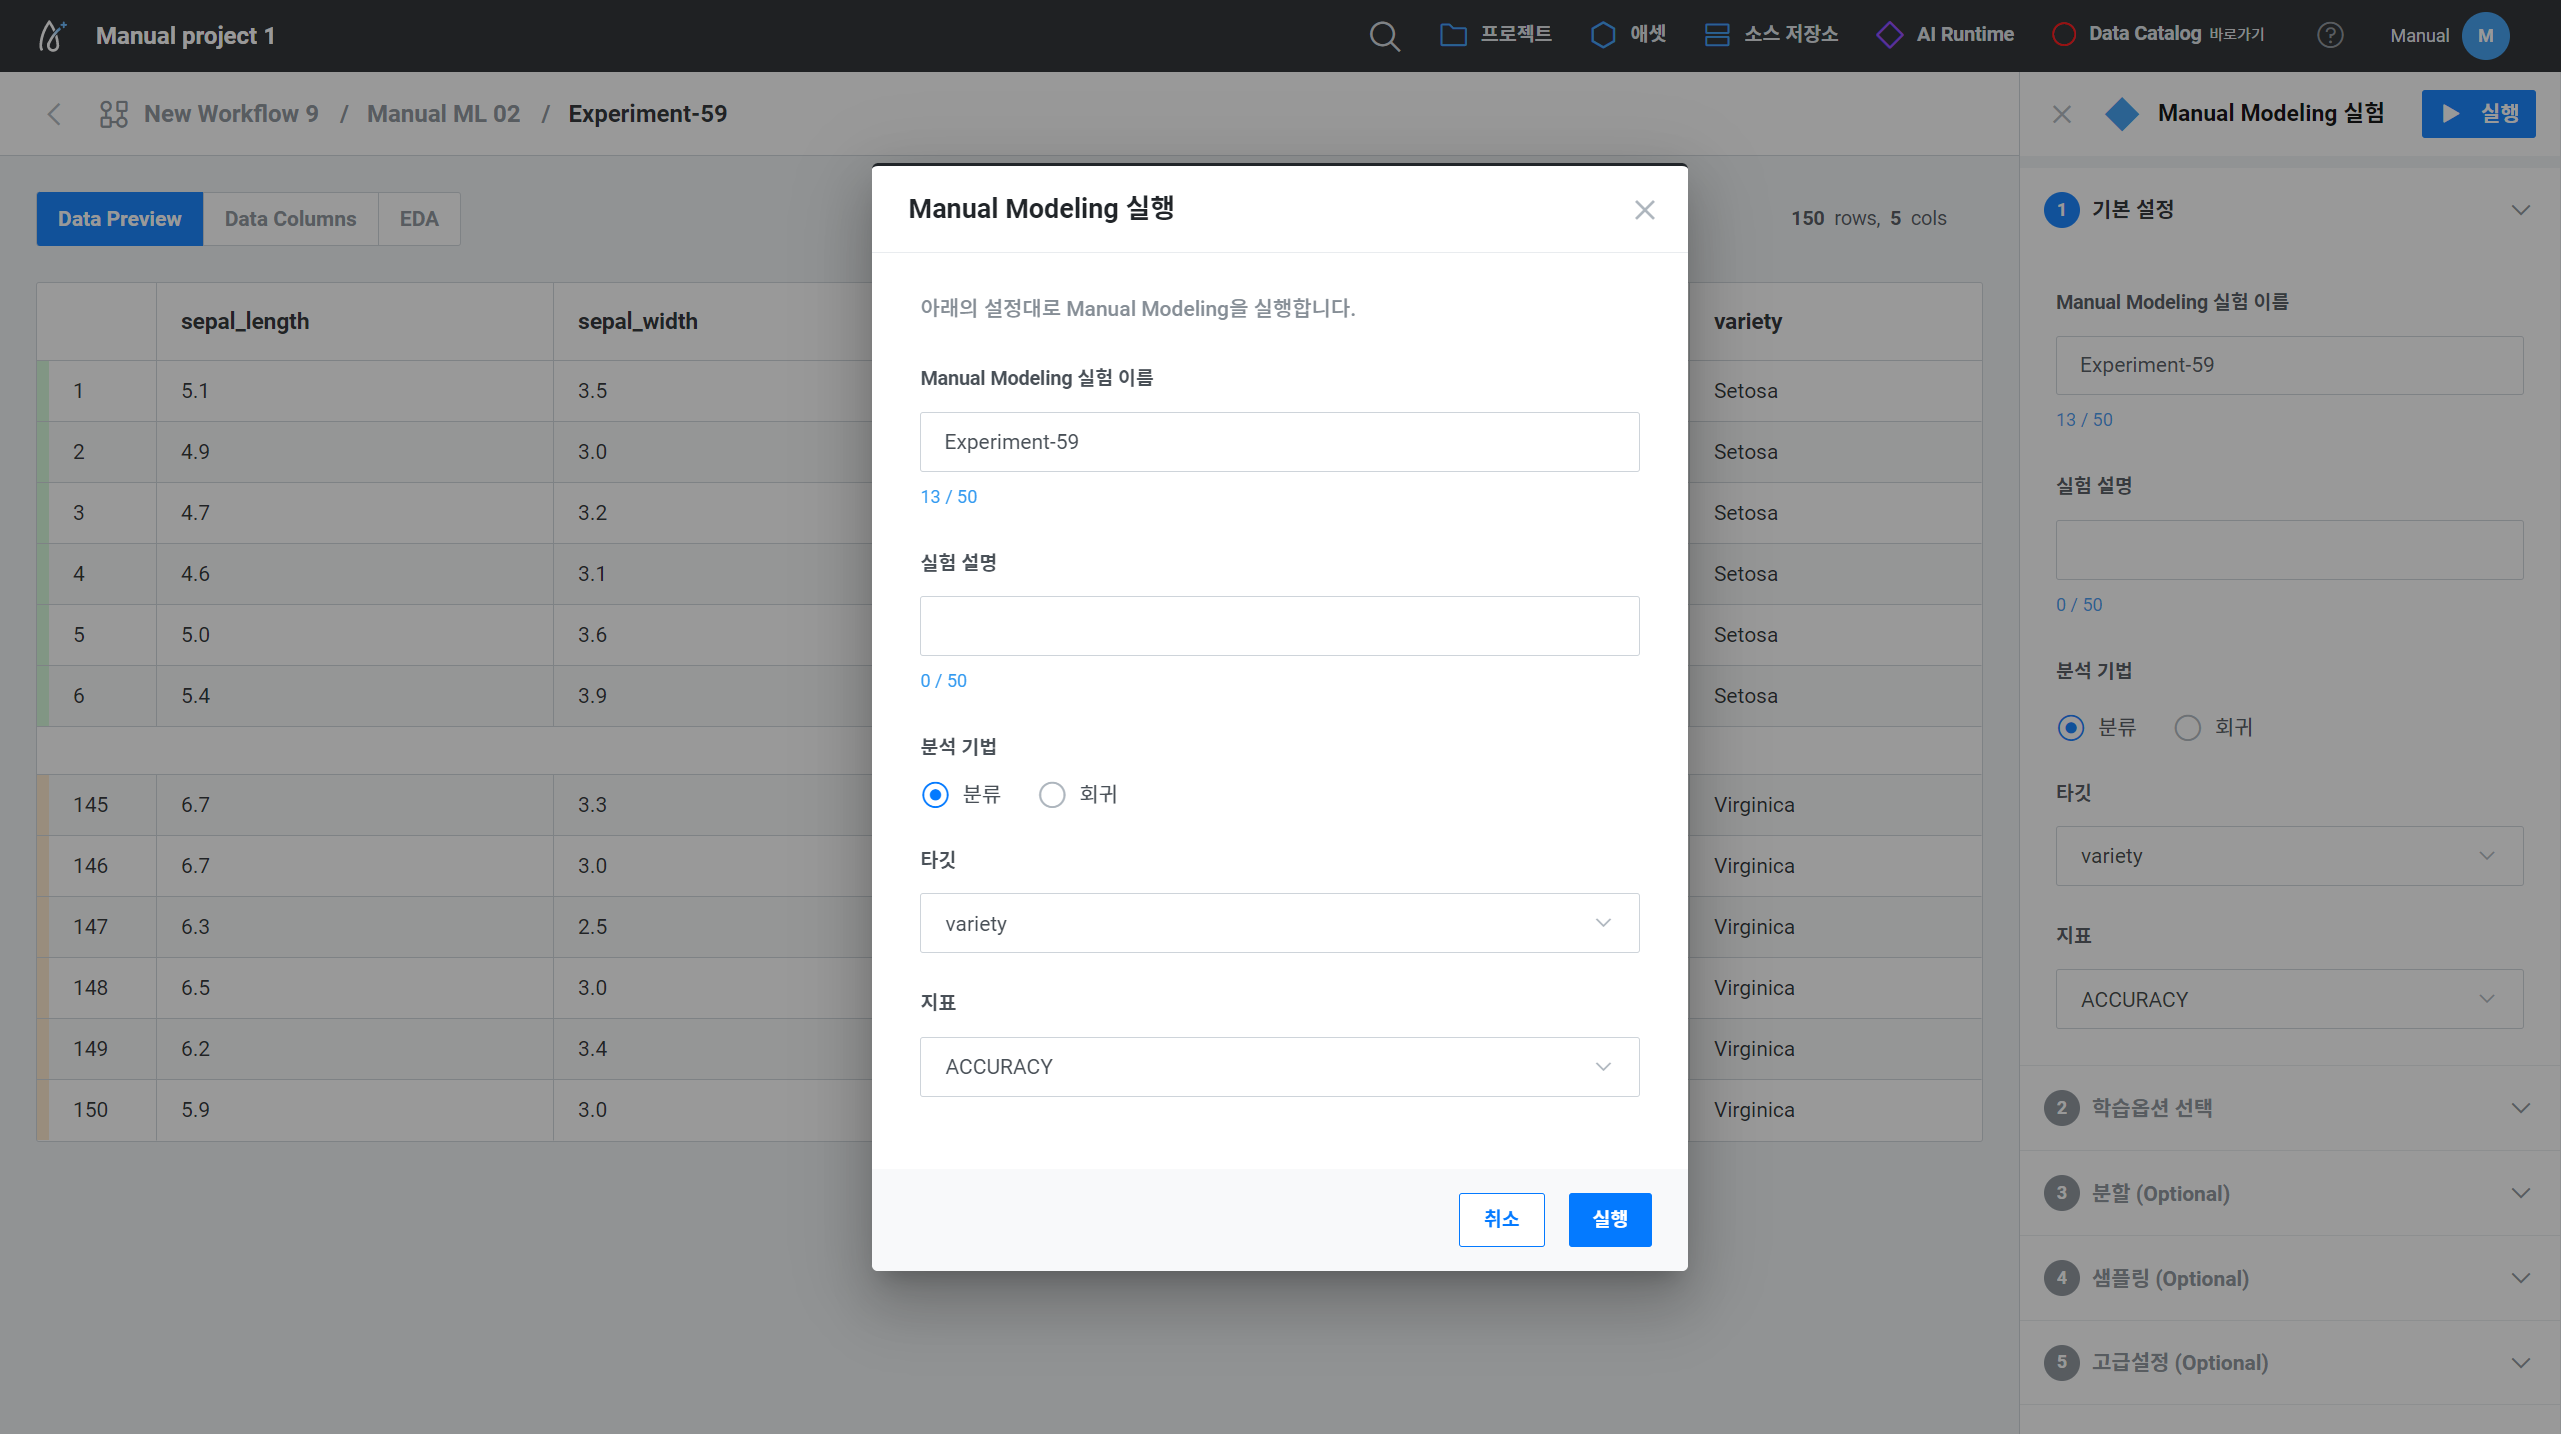 Manual project 1
프로젝트
애셋
소스 저장소
AI Runtime
Data Catalog 바로가기
?
Manual
M
New Workflow 9 / Manual ML 02 / Experiment-59
Manual Modeling 실험
실행
Data Preview
Data Columns
EDA
150 rows, 5 cols
sepal_length sepal_width variety
1 5.1 3.5 Setosa
2 4.9 3.0 Setosa
3 4.7 3.2 Setosa
4 4.6 3.1 Setosa
5 5.0 3.6 Setosa
6 5.4 3.9 Setosa
145 6.7 3.3 Virginica
146 6.7 3.0 Virginica
147 6.3 2.5 Virginica
148 6.5 3.0 Virginica
149 6.2 3.4 Virginica
150 5.9 3.0 Virginica
Manual Modeling 실행
아래의 설정대로 Manual Modeling을 실행합니다.
Manual Modeling 실험 이름
Experiment-59
13 / 50
실험 설명
0 / 50
분석 기법
분류
회귀
타깃
variety
지표
ACCURACY
취소
실행
1 기본 설정
Manual Modeling 실험 이름
Experiment-59
13 / 50
실험 설명
0 / 50
분석 기법
분류
회귀
타깃
variety
지표
ACCURACY
2 학습옵션 선택
3 분할 (Optional)
4 샘플링 (Optional)
5 고급설정 (Optional)